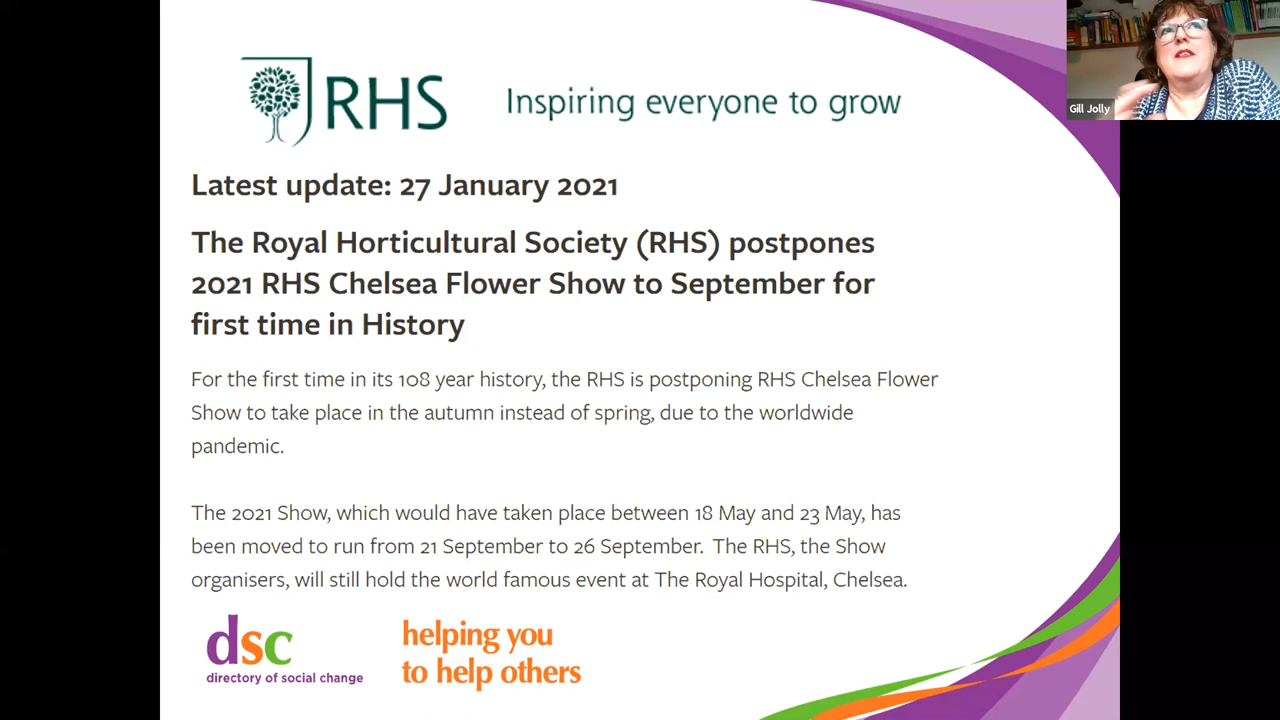 RHS
Inspiring everyone to grow
Gill Jolly
Latest update: 27 January 2021
The Royal Horticultural Society (RHS) postpones
2021 RHS Chelsea Flower Show to September for
first time in History
For the first time in its 108 year history, the RHS is postponing RHS Chelsea Flower
Show to take place in the autumn instead of spring, due to the worldwide
pandemic.
The 2021 Show, which would have taken place between 18 May and 23 May, has
been moved to run from 21 September to 26 September. The RHS, the Show
organisers, will still hold the world famous event at The Royal Hospital, Chelsea.
dsc
directory of social change
helping you
to help others